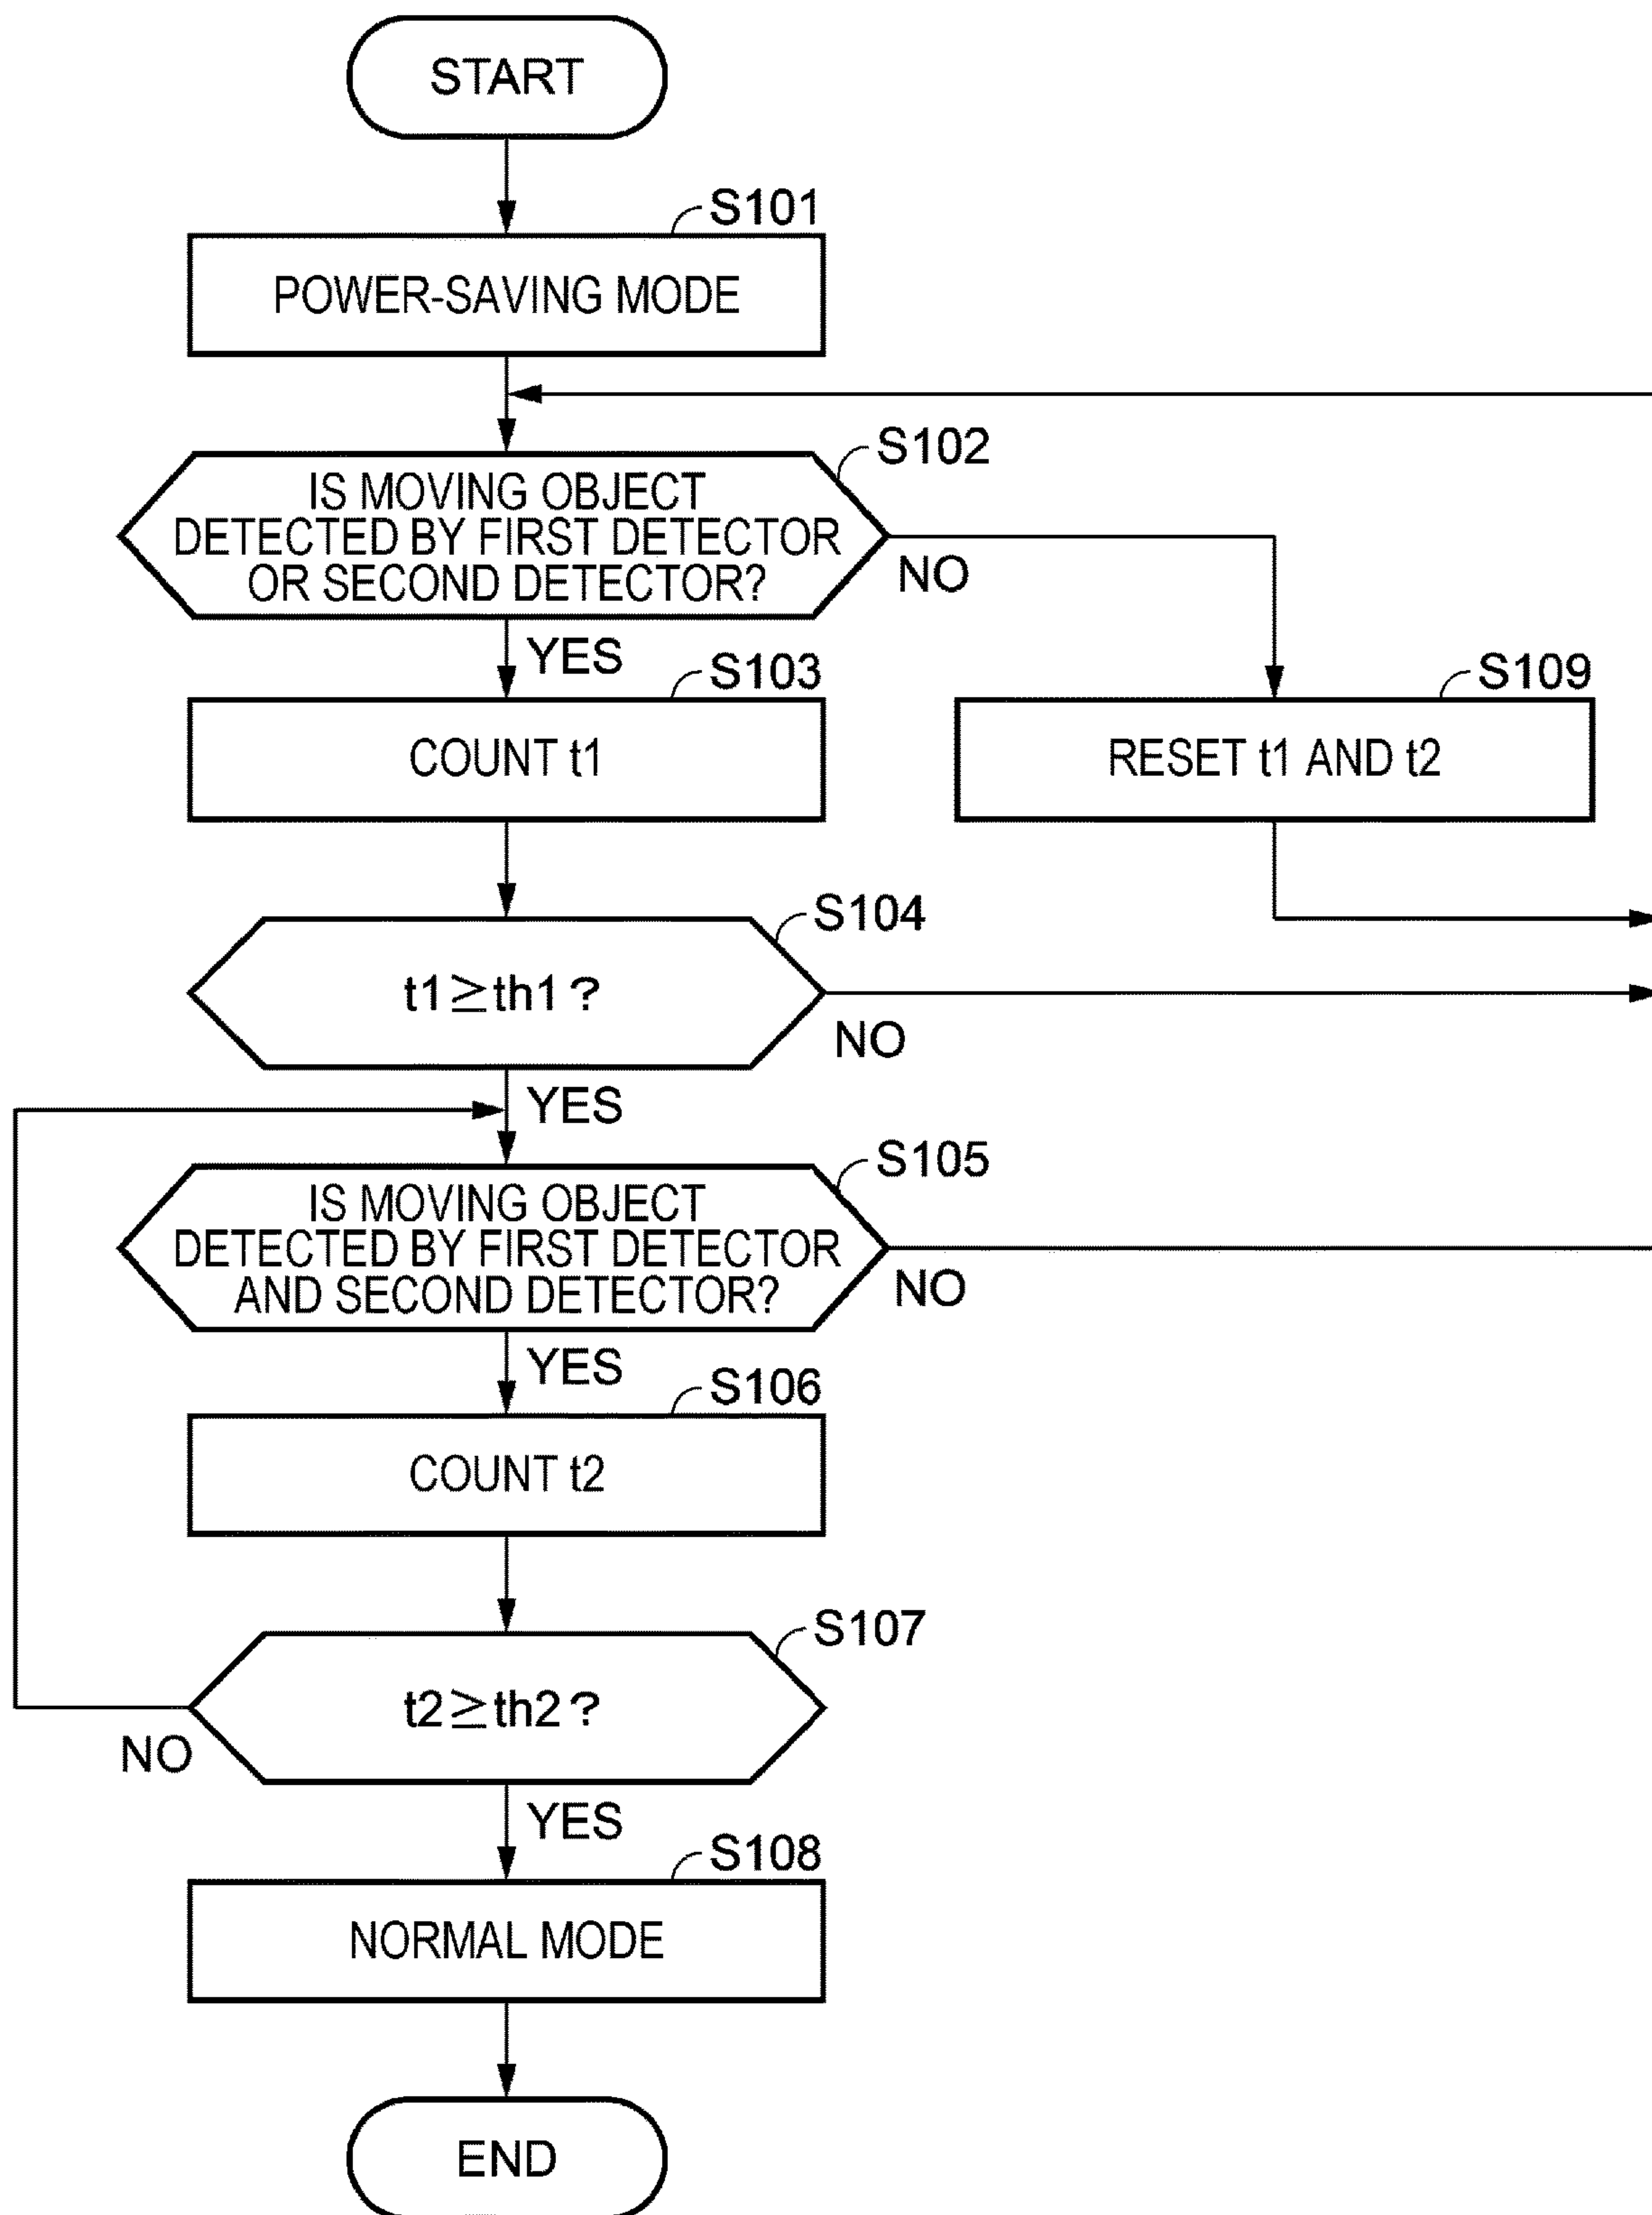 START
S101
POWER-SAVING MODE
S102
IS MOVING OBJECT
DETECTED BY FIRST DETECTOR
OR SECOND DETECTOR?
NO
YES
S103
COUNT t1
S109
RESET t1 AND t2
S104
t1≧th1?
NO
YES
S105
IS MOVING OBJECT
DETECTED BY FIRST DETECTOR
AND SECOND DETECTOR?
NO
YES
S106
COUNT t2
S107
t2≧th2?
NO
YES
S108
NORMAL MODE
END